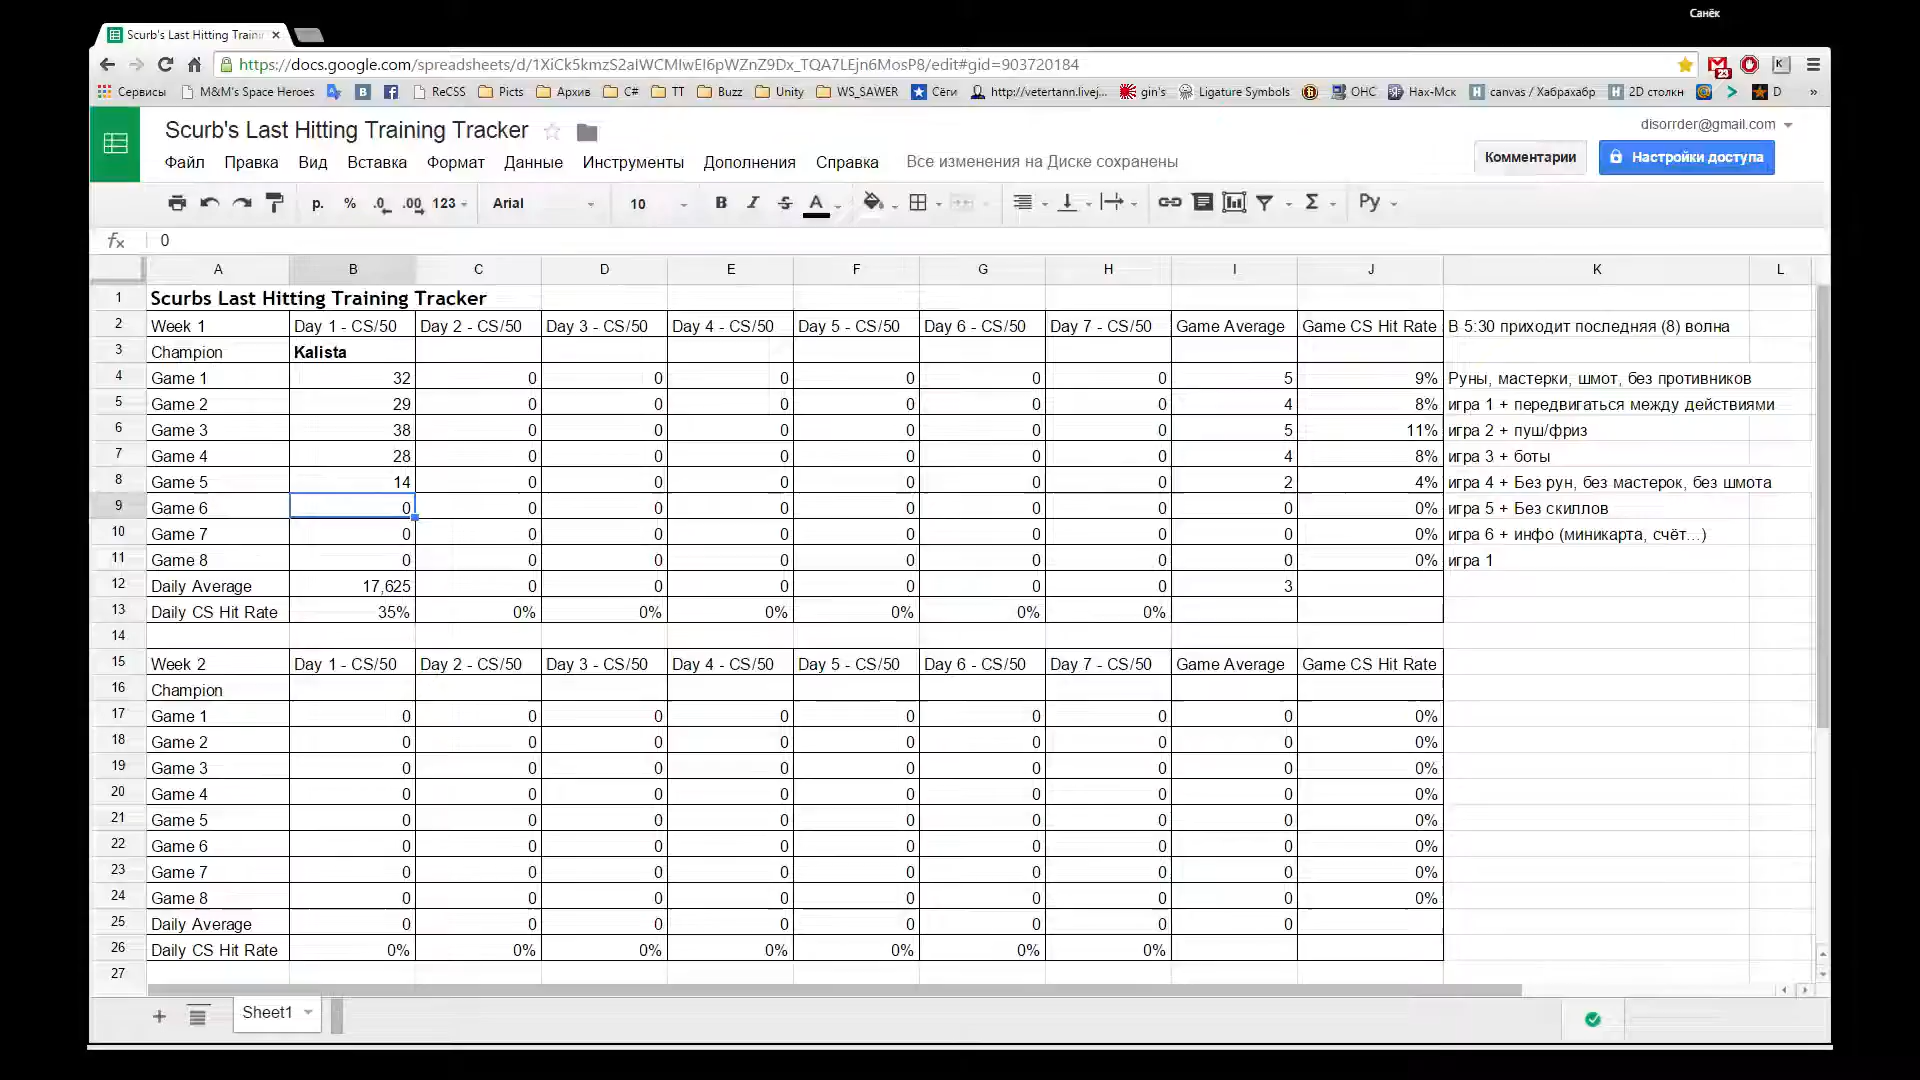 Санёк
Scurb's Last Hitting Trainin
https://docs.google.com/spreadsheets/d/1XiCk5kmzS2aIWCMIwEI6pWZnZ9Dx_TQA7LEjn6MosP8/edit#gid=903720184
23
Сервисы M&M's Space Heroes ReCSS Picts Архив C# TT Buzz Unity WS_SAWER Сёги http://vetertann.livej... gin's Ligature Symbols ОНС Нах-Мск canvas / Хабрахабр 2D столкн D »
Scurb's Last Hitting Training Tracker
disorrder@gmail.com
Файл Правка Вид Вставка Формат Данные Инструменты Дополнения Справка Все изменения на Диске сохранены
Комментарии Настройки доступа
р. % .0 .00 123 Arial 10 B I S A Σ Ру
fx 0
A B C D E F G H I J K L
1 Scurbs Last Hitting Training Tracker
2 Week 1 Day 1 - CS/50 Day 2 - CS/50 Day 3 - CS/50 Day 4 - CS/50 Day 5 - CS/50 Day 6 - CS/50 Day 7 - CS/50 Game Average Game CS Hit Rate В 5:30 приходит последняя (8) волна
3 Champion Kalista
4 Game 1 32 0 0 0 0 0 0 5 9% Руны, мастерки, шмот, без противников
5 Game 2 29 0 0 0 0 0 0 4 8% игра 1 + передвигаться между действиями
6 Game 3 38 0 0 0 0 0 0 5 11% игра 2 + пуш/фриз
7 Game 4 28 0 0 0 0 0 0 4 8% игра 3 + боты
8 Game 5 14 0 0 0 0 0 0 2 4% игра 4 + Без рун, без мастерок, без шмота
9 Game 6 0 0 0 0 0 0 0 0 0% игра 5 + Без скиллов
10 Game 7 0 0 0 0 0 0 0 0 0% игра 6 + инфо (миникарта, счёт...)
11 Game 8 0 0 0 0 0 0 0 0 0% игра 1
12 Daily Average 17,625 0 0 0 0 0 0 3
13 Daily CS Hit Rate 35% 0% 0% 0% 0% 0% 0%
14
15 Week 2 Day 1 - CS/50 Day 2 - CS/50 Day 3 - CS/50 Day 4 - CS/50 Day 5 - CS/50 Day 6 - CS/50 Day 7 - CS/50 Game Average Game CS Hit Rate
16 Champion
17 Game 1 0 0 0 0 0 0 0 0 0%
18 Game 2 0 0 0 0 0 0 0 0 0%
19 Game 3 0 0 0 0 0 0 0 0 0%
20 Game 4 0 0 0 0 0 0 0 0 0%
21 Game 5 0 0 0 0 0 0 0 0 0%
22 Game 6 0 0 0 0 0 0 0 0 0%
23 Game 7 0 0 0 0 0 0 0 0 0%
24 Game 8 0 0 0 0 0 0 0 0 0%
25 Daily Average 0 0 0 0 0 0 0 0
26 Daily CS Hit Rate 0% 0% 0% 0% 0% 0% 0%
27
Sheet1